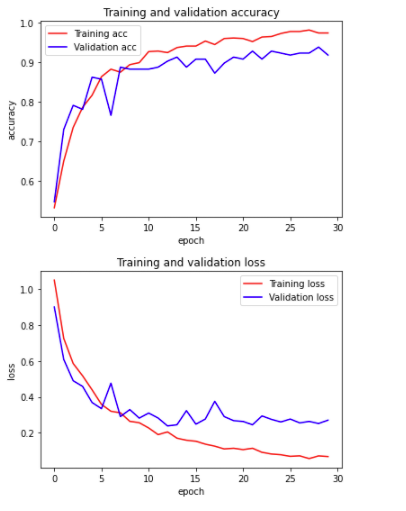 Training and validation accuracy
1.0
Training acc
Validation acc
0.9
0.8
accuracy
0.7
0.6
0 5 10 15 20 25 30
epoch
Training and validation loss
1.0
Training loss
Validation loss
0.8
0.6
loss
0.4
0.2
0 5 10 15 20 25 30
epoch